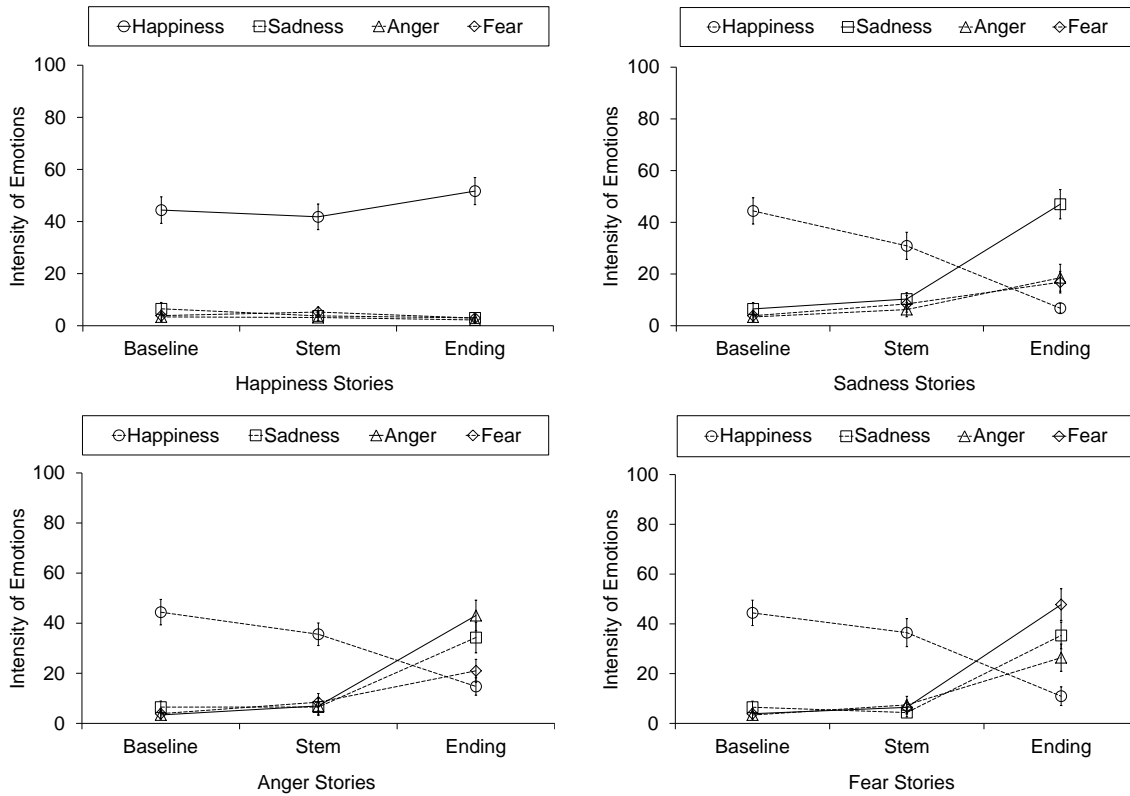 Happiness Sadness Anger Fear
100
80
60
40
20
0
Intensity of Emotions
Baseline Stem Ending
Happiness Stories
Happiness Sadness Anger Fear
100
80
60
40
20
0
Intensity of Emotions
Baseline Stem Ending
Sadness Stories
Happiness Sadness Anger Fear
100
80
60
40
20
0
Intensity of Emotions
Baseline Stem Ending
Anger Stories
Happiness Sadness Anger Fear
100
80
60
40
20
0
Intensity of Emotions
Baseline Stem Ending
Fear Stories